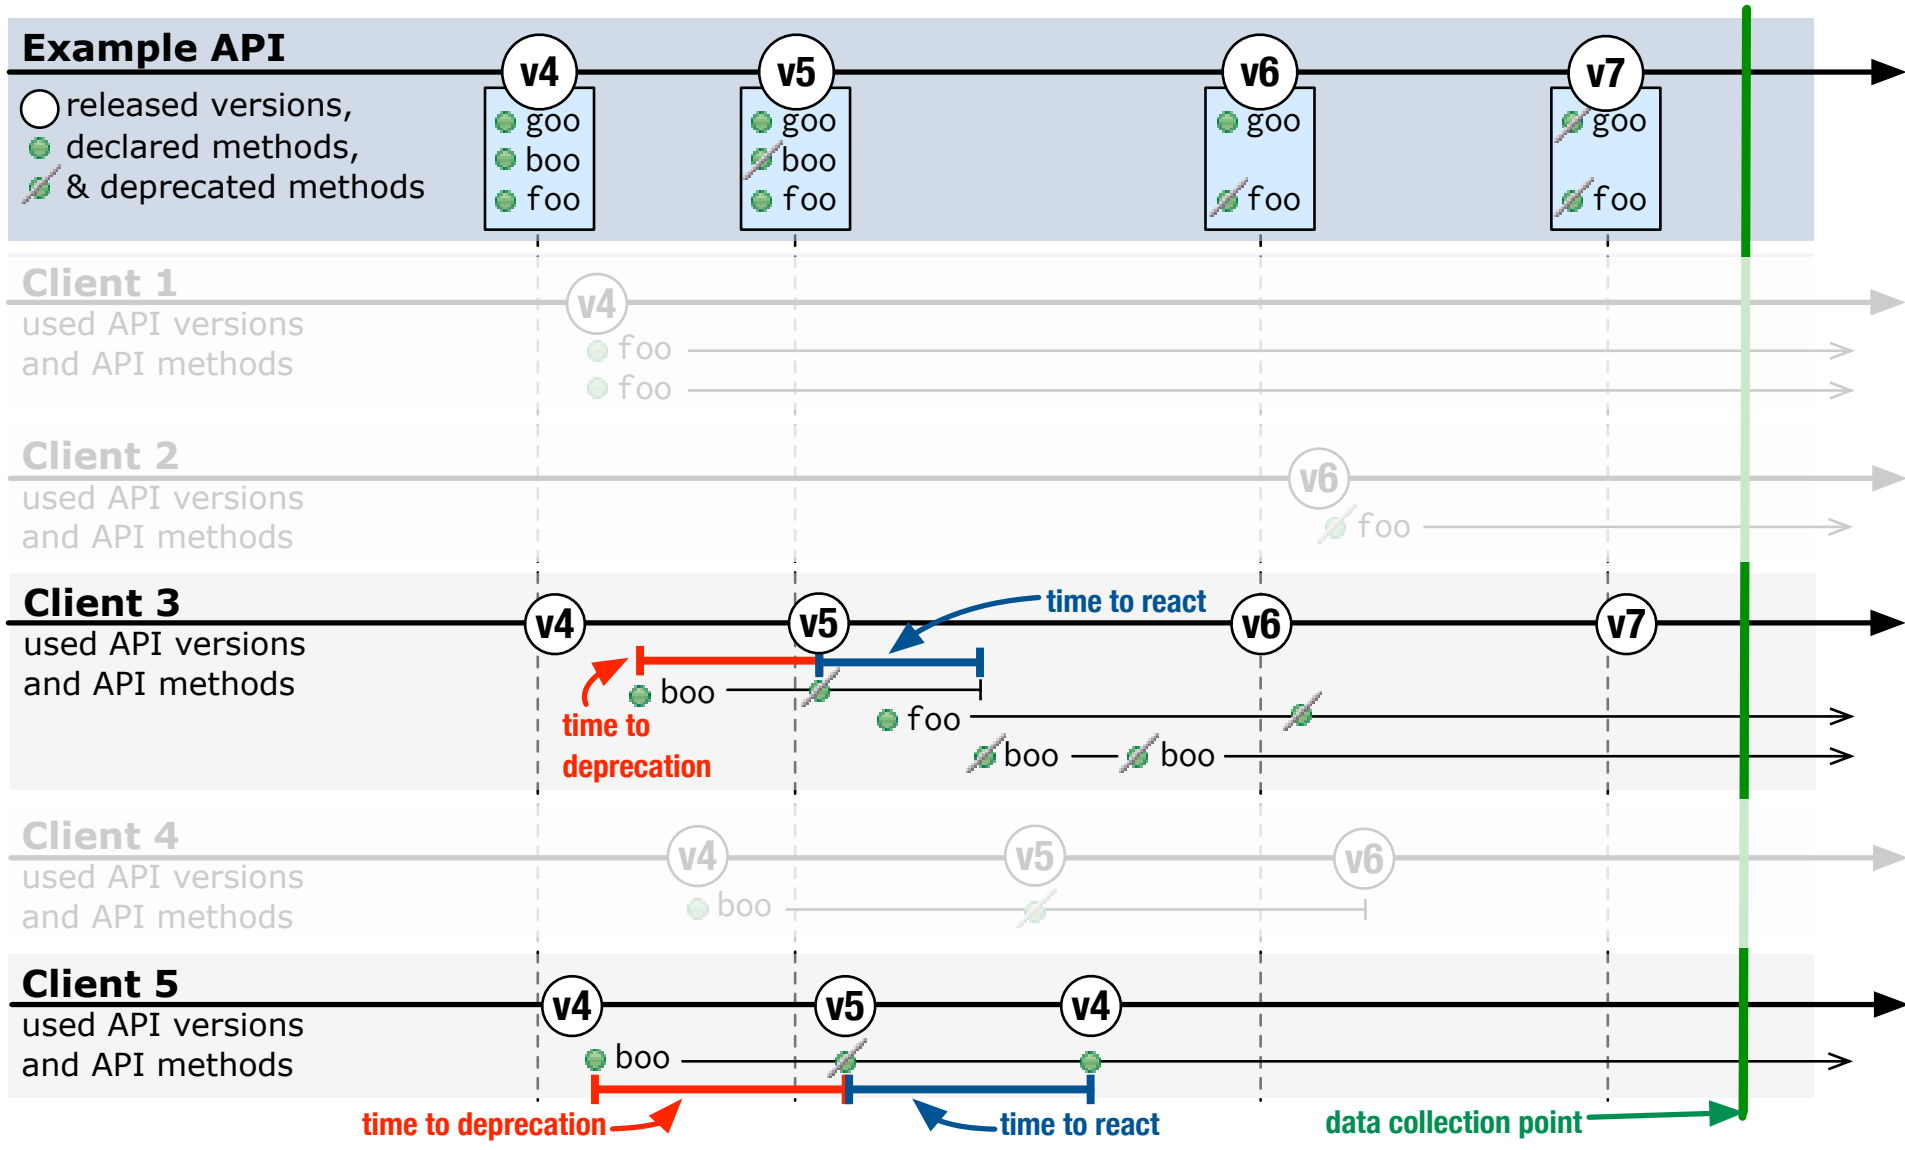 Example API
v4 v5 v6 v7
released versions,
declared methods,
& deprecated methods
goo goo goo goo
boo boo
foo foo foo foo
Client 1
v4
used API versions
and API methods
foo
foo
Client 2
v6
used API versions
and API methods
foo
Client 3
v4 v5 v6 v7
time to react
used API versions
and API methods
boo
foo
time to
deprecation
boo boo
Client 4
v4 v5 v6
used API versions
and API methods
boo
Client 5
v4 v5 v4
used API versions
and API methods
boo
time to deprecation
time to react
data collection point